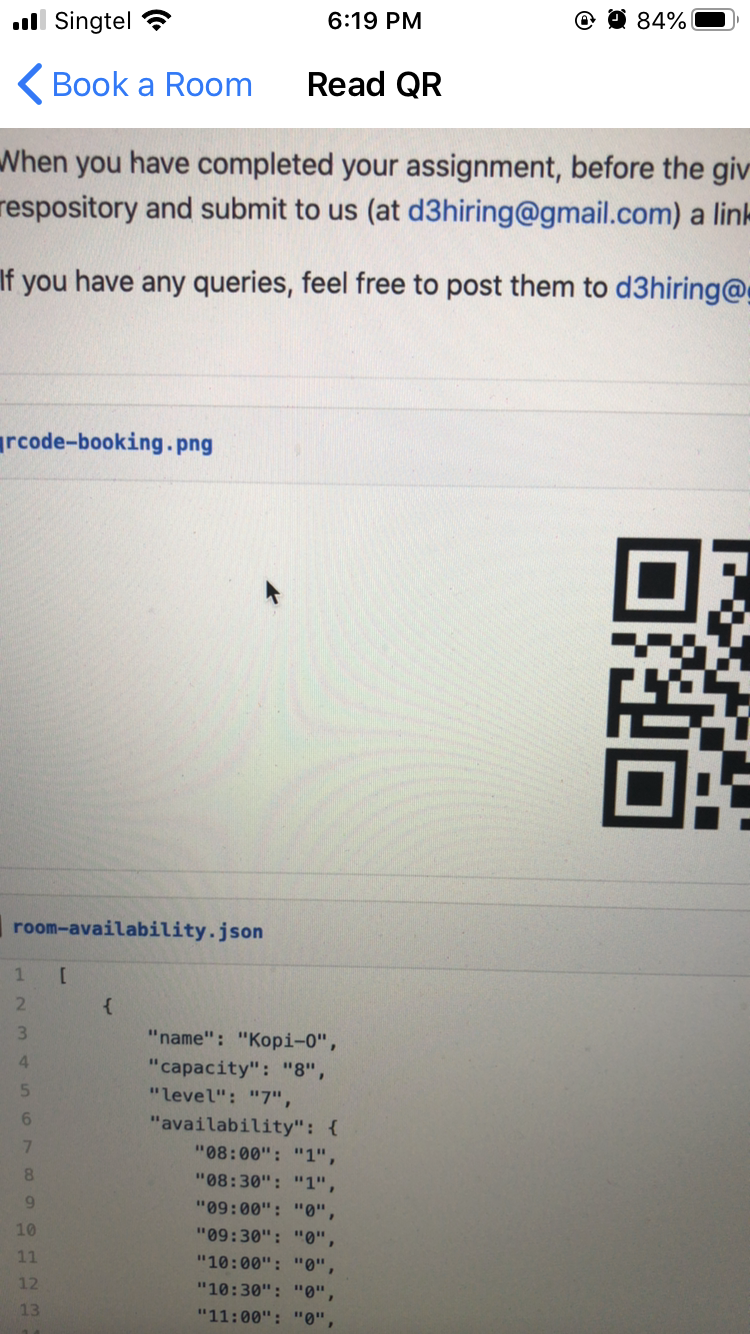 Singtel 6:19 PM 84%
Book a Room Read QR
When you have completed your assignment, before the giv
respository and submit to us (at d3hiring@gmail.com) a link
If you have any queries, feel free to post them to d3hiring@g
qrcode-booking.png
room-availability.json
1 [
2 {
3 "name": "Kopi-O",
4 "capacity": "8",
5 "level": "7",
6 "availability": {
7 "08:00": "1",
8 "08:30": "1",
9 "09:00": "0",
10 "09:30": "0",
11 "10:00": "0",
12 "10:30": "0",
13 "11:00": "0",